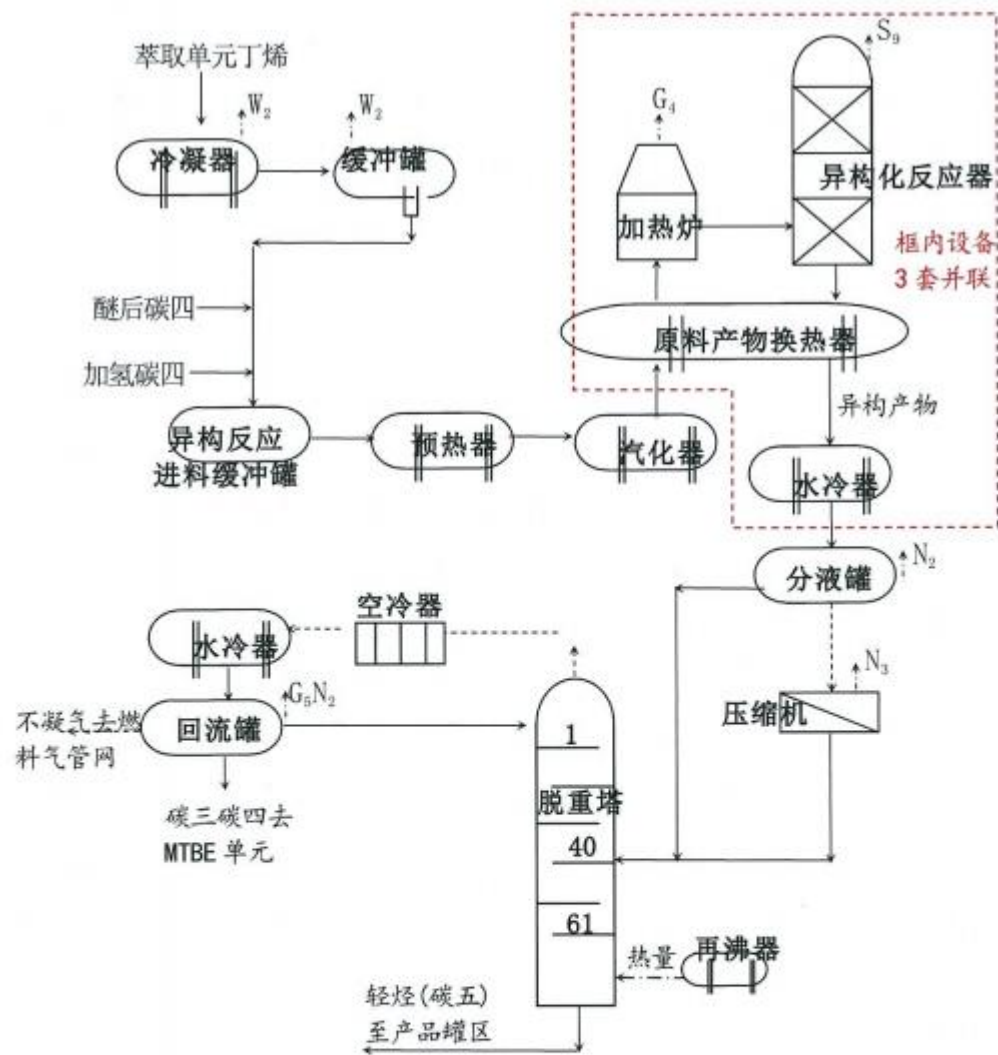 萃取单元丁烯
W₂
W₂
冷凝器
缓冲罐
醚后碳四
加氢碳四
异构反应
进料缓冲罐
预热器
汽化器
G₄
S₉
加热炉
异构化反应器
框内设备
3套并联
原料产物换热器
异构产物
水冷器
分液罐
N₂
N₃
压缩机
空冷器
水冷器
G₅N₂
回流罐
不凝气去燃
料气管网
碳三碳四去
MTBE 单元
1
脱重塔
40
61
热量
再沸器
轻烃(碳五)
至产品罐区